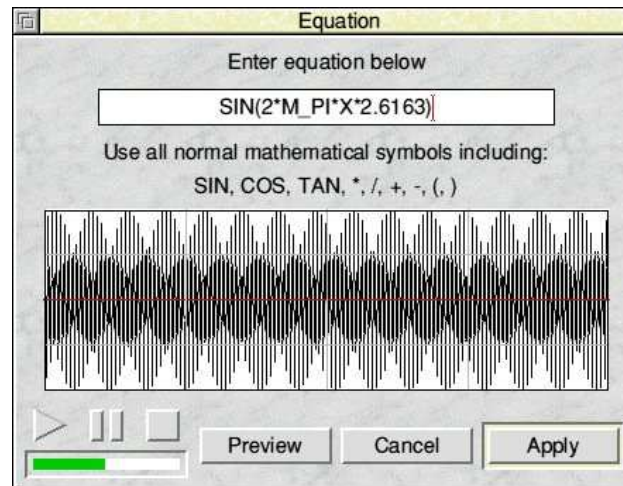 Equation
Enter equation below
SIN(2*M_PI*X*2.6163)
Use all normal mathematical symbols including:
SIN, COS, TAN, *, /, +, -, (, )
Preview Cancel Apply